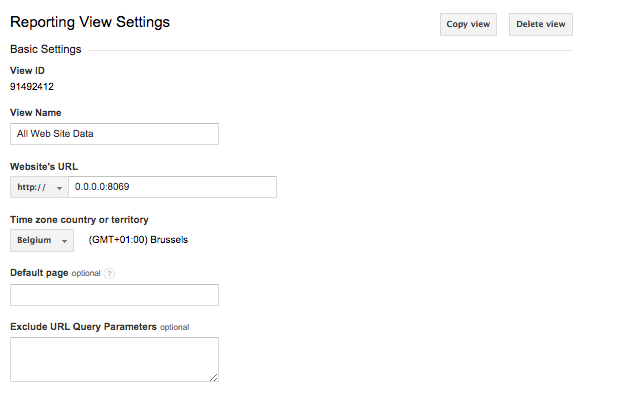 Reporting View Settings
Copy view
Delete view
Basic Settings
View ID
91492412
View Name
All Web Site Data
Website's URL
http://
0.0.0.0:8069
Time zone country or territory
Belgium
(GMT+01:00) Brussels
Default page optional ?
Exclude URL Query Parameters optional